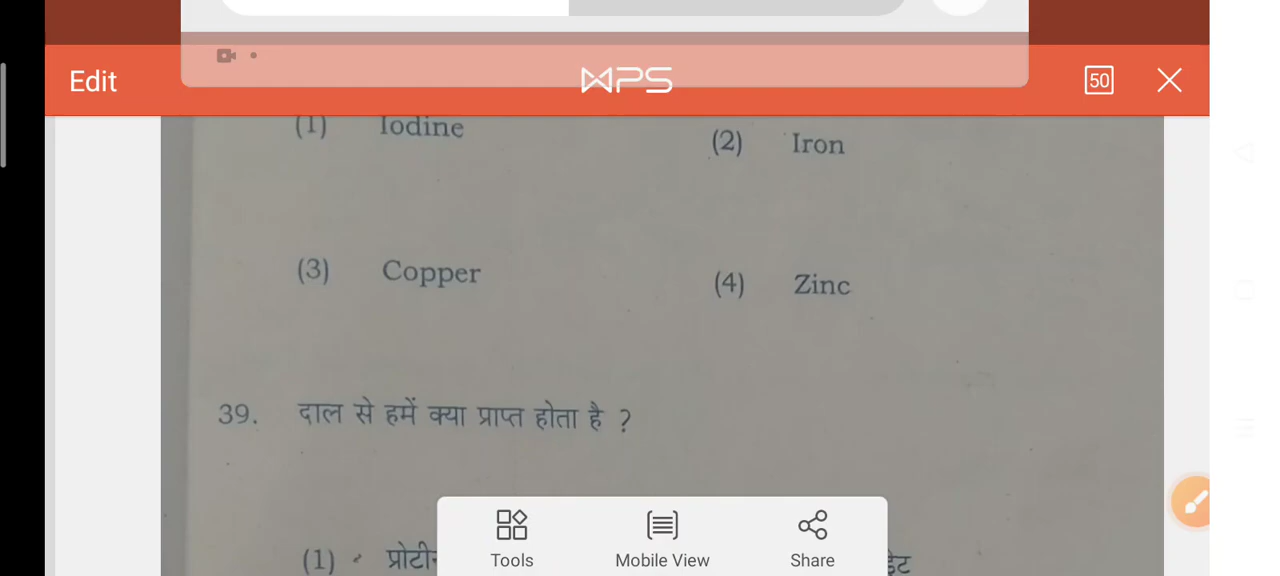 Edit
WPS
50
(1) Iodine
(2) Iron
(3) Copper
(4) Zinc
39. दाल से हमें क्या प्राप्त होता है ?
(1)
Tools
Mobile View
Share